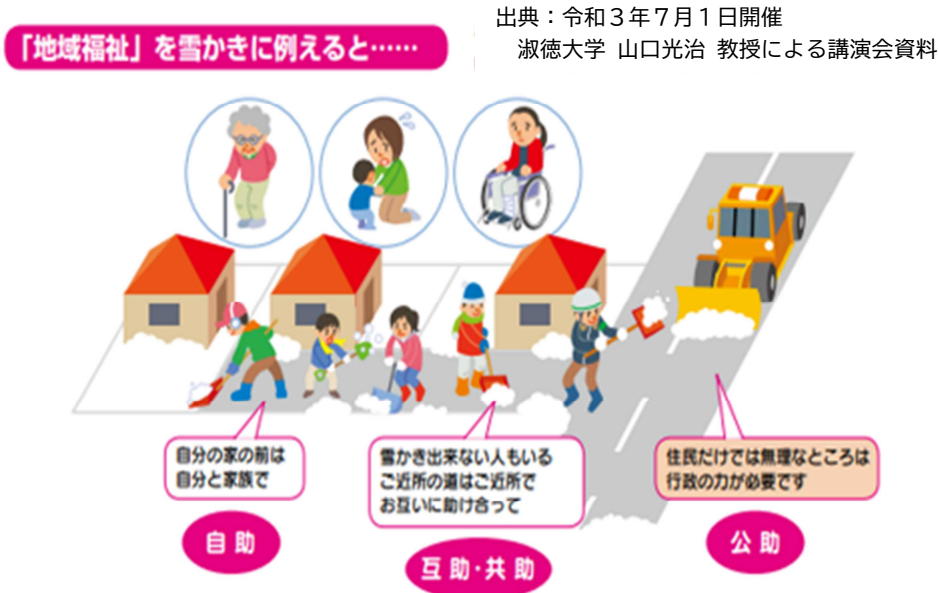 「地域福祉」を雪かきに例えると……
出典：令和３年７月１日開催
淑徳大学 山口光治 教授による講演会資料
自分の家の前は
自分と家族で
自助
雪かき出来ない人もいる
ご近所の道はご近所で
お互いに助け合って
互助・共助
住民だけでは無理なところは
行政の力が必要です
公助